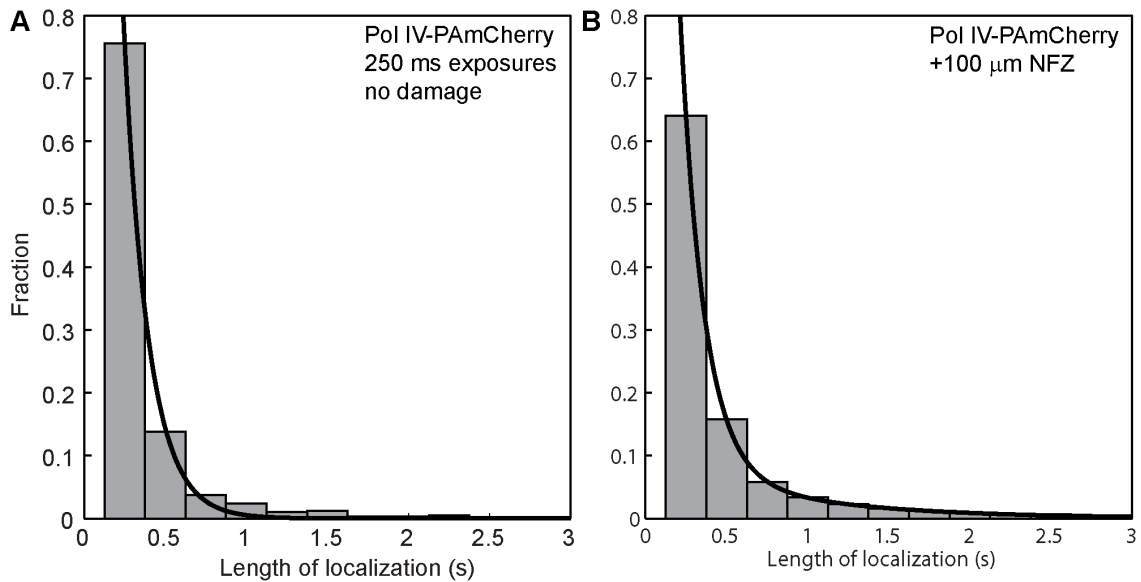 A
Pol IV-PAmCherry
250 ms exposures
no damage
0.8
0.7
0.6
0.5
0.4
0.3
0.2
0.1
0
Fraction
0 0.5 1 1.5 2 2.5 3
Length of localization (s)
B
Pol IV-PAmCherry
+100 μm NFZ
0.8
0.7
0.6
0.5
0.4
0.3
0.2
0.1
0
0 0.5 1 1.5 2 2.5 3
Length of localization (s)